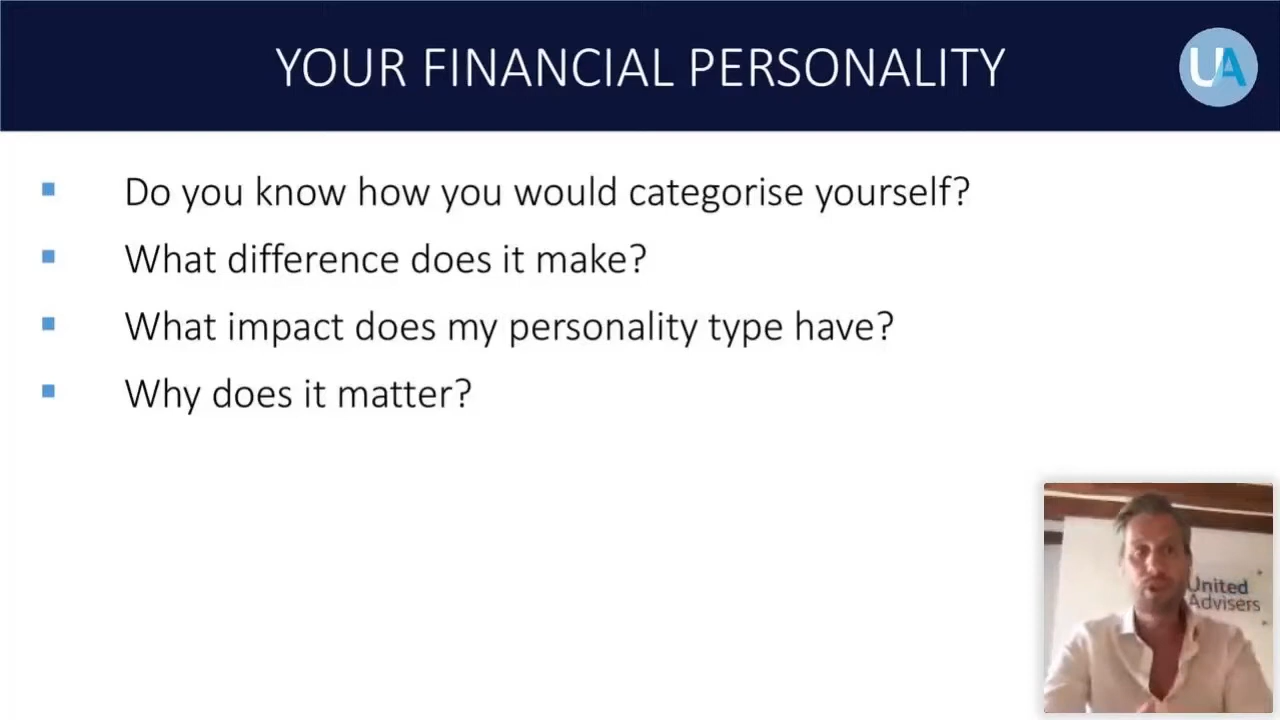 YOUR FINANCIAL PERSONALITY
UA
Do you know how you would categorise yourself?
What difference does it make?
What impact does my personality type have?
Why does it matter?
United
Advisers